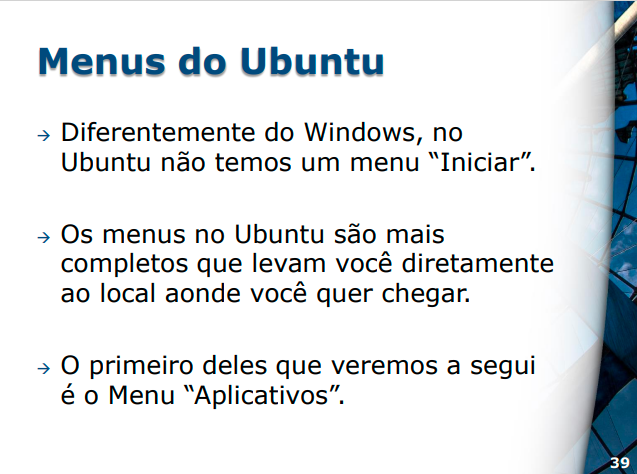 Menus do Ubuntu
→ Diferentemente do Windows, no
Ubuntu não temos um menu “Iniciar”.
→ Os menus no Ubuntu são mais
completos que levam você diretamente
ao local aonde você quer chegar.
→ O primeiro deles que veremos a segui
é o Menu “Aplicativos”.
39